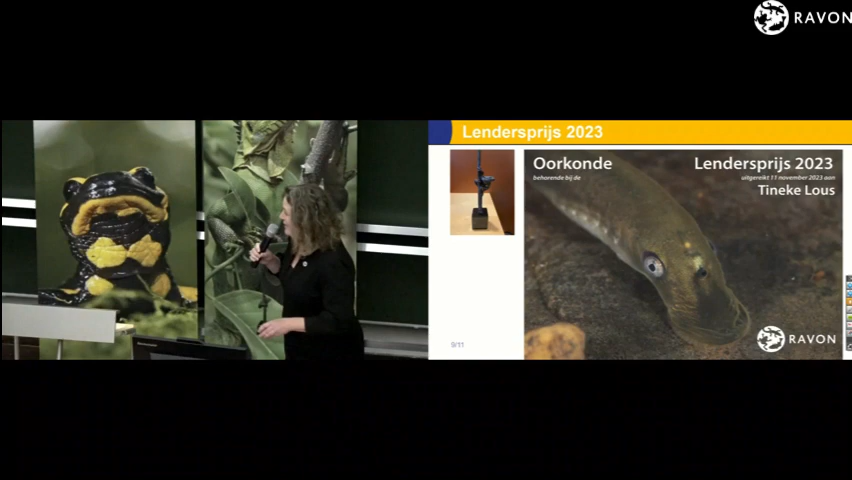 RAVON
Lendersprijs 2023
Oorkonde
behorende bij de
Lendersprijs 2023
uitgereikt 11 november 2023 aan
Tineke Lous
RAVON
9/11